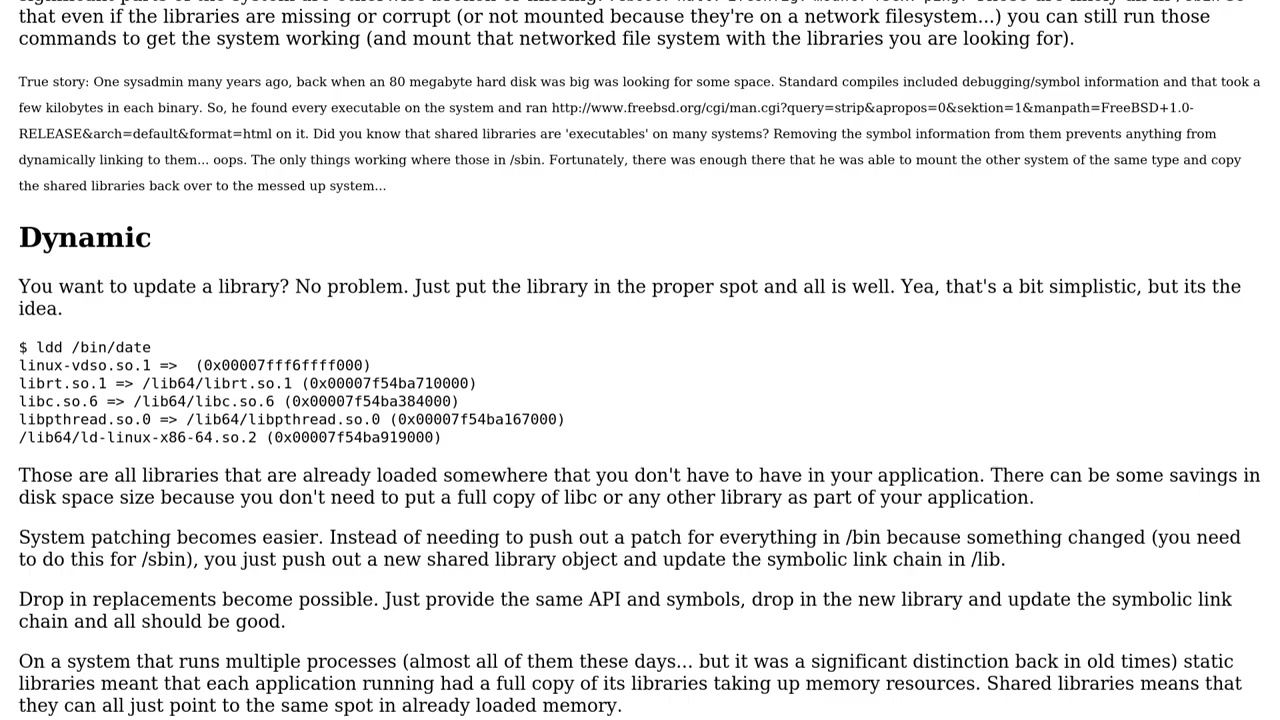 that even if the libraries are missing or corrupt (or not mounted because they're on a network filesystem...) you can still run those
commands to get the system working (and mount that networked file system with the libraries you are looking for).
True story: One sysadmin many years ago, back when an 80 megabyte hard disk was big was looking for some space. Standard compiles included debugging/symbol information and that took a
few kilobytes in each binary. So, he found every executable on the system and ran http://www.freebsd.org/cgi/man.cgi?query=strip&apropos=0&sektion=1&manpath=FreeBSD+1.0-
RELEASE&arch=default&format=html on it. Did you know that shared libraries are 'executables' on many systems? Removing the symbol information from them prevents anything from
dynamically linking to them... oops. The only things working where those in /sbin. Fortunately, there was enough there that he was able to mount the other system of the same type and copy
the shared libraries back over to the messed up system...
Dynamic
You want to update a library? No problem. Just put the library in the proper spot and all is well. Yea, that's a bit simplistic, but its the
idea.
$ ldd /bin/date
linux-vdso.so.1 =>  (0x00007fff6ffff000)
librt.so.1 => /lib64/librt.so.1 (0x00007f54ba710000)
libc.so.6 => /lib64/libc.so.6 (0x00007f54ba384000)
libpthread.so.0 => /lib64/libpthread.so.0 (0x00007f54ba167000)
/lib64/ld-linux-x86-64.so.2 (0x00007f54ba919000)
Those are all libraries that are already loaded somewhere that you don't have to have in your application. There can be some savings in
disk space size because you don't need to put a full copy of libc or any other library as part of your application.
System patching becomes easier. Instead of needing to push out a patch for everything in /bin because something changed (you need
to do this for /sbin), you just push out a new shared library object and update the symbolic link chain in /lib.
Drop in replacements become possible. Just provide the same API and symbols, drop in the new library and update the symbolic link
chain and all should be good.
On a system that runs multiple processes (almost all of them these days... but it was a significant distinction back in old times) static
libraries meant that each application running had a full copy of its libraries taking up memory resources. Shared libraries means that
they can all just point to the same spot in already loaded memory.